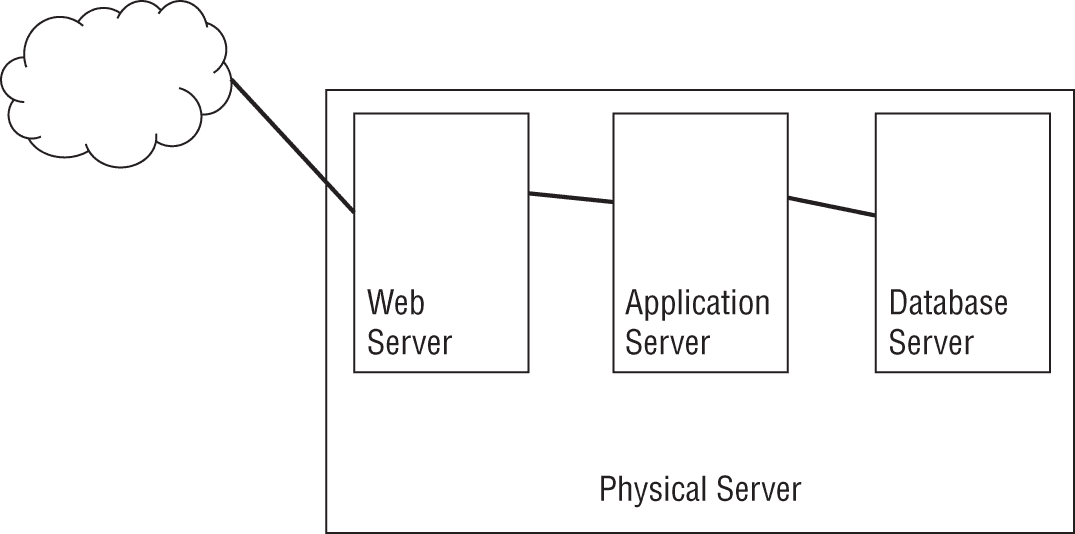 Web
Server
Application
Server
Database
Server
Physical Server